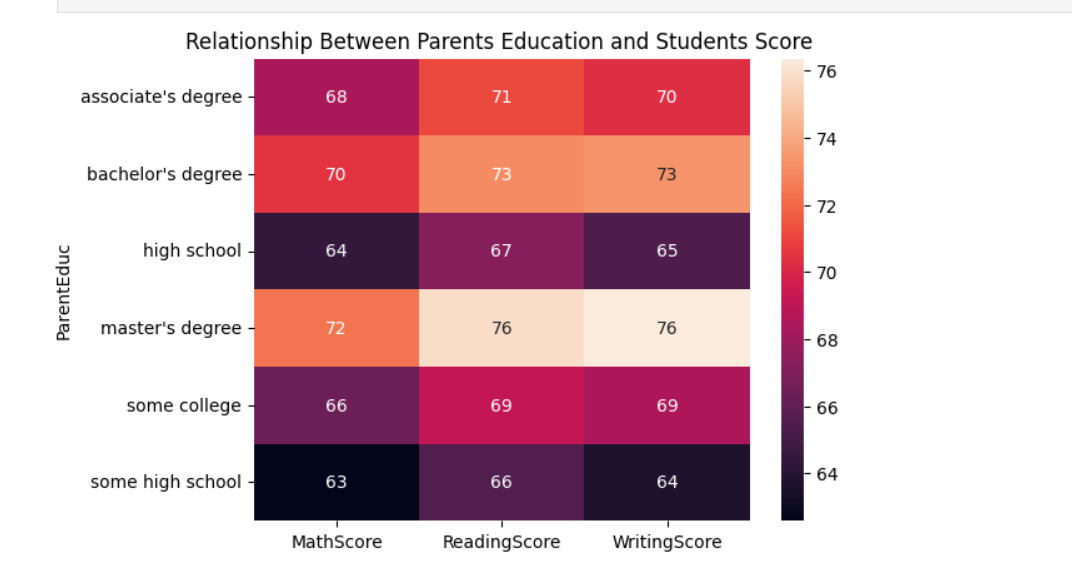 Relationship Between Parents Education and Students Score
ParentEduc
associate's degree 68 71 70
bachelor's degree 70 73 73
high school 64 67 65
master's degree 72 76 76
some college 66 69 69
some high school 63 66 64
MathScore ReadingScore WritingScore
76
74
72
70
68
66
64